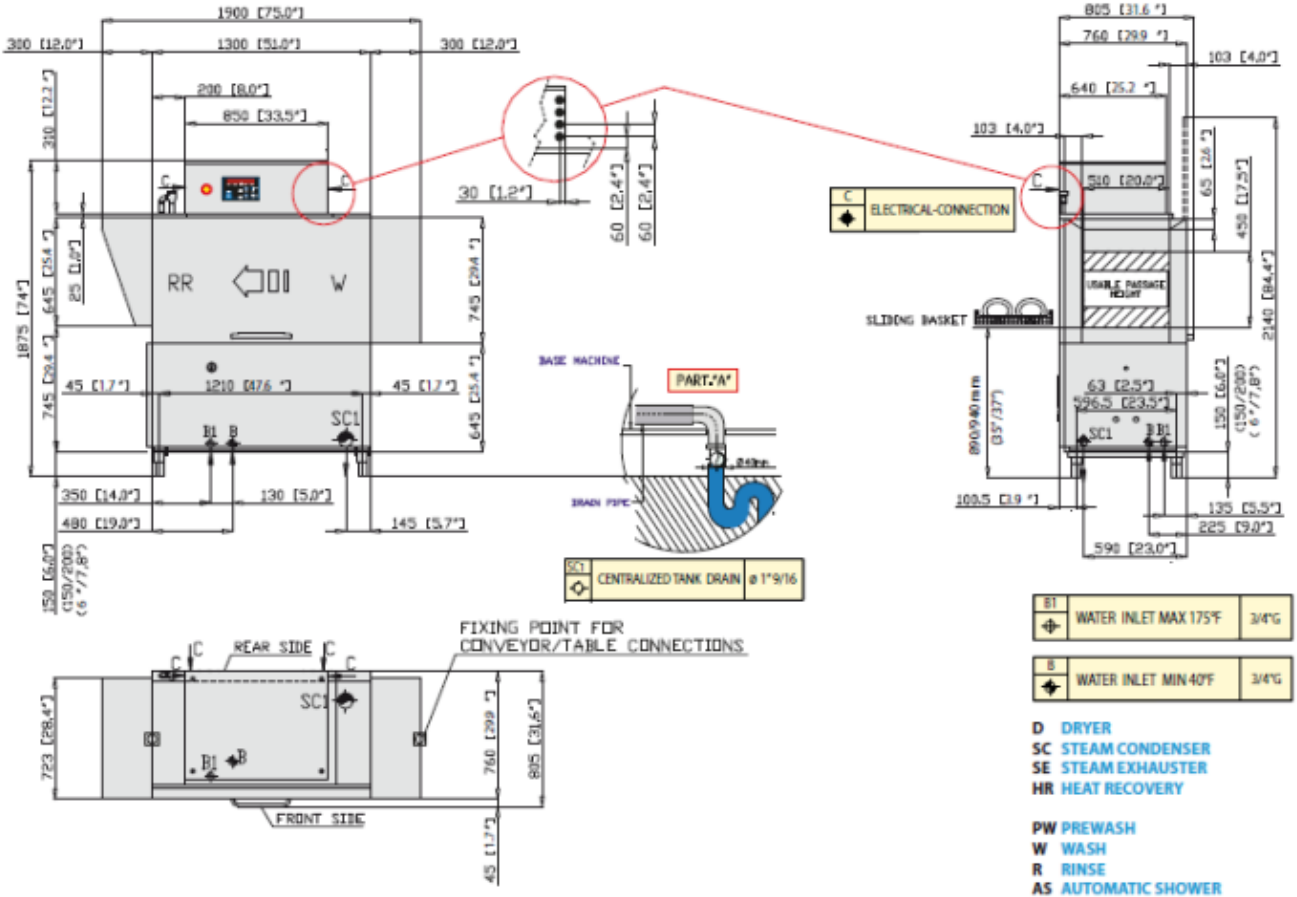 1900 [75.0"]
300 [12.0"]
1300 [51.0"]
300 [12.0"]
200 [8.0"]
850 [33.5"]
310 [12.2 "]
C
C
30 [1.2"]
60 [2.4"]
60 [2.4"]
25 [1.0"]
645 [25.4 "]
1875 [74"]
RR
W
745 [29.4 "]
745 [29.4 "]
45 [1.7 "]
1210 [47.6 "]
45 [1.7"]
645 [25.4 "]
SC1
B1
B
350 [14.0"]
130 [5.0"]
480 [19.0"]
145 [5.7"]
150 [6.0"]
(150/200)
( 6 "/7,8")
BASE MACHINE
PART."A"
Ø40mm
DRAIN PIPE
SC1
CENTRALIZED TANK DRAIN
ø 1"9/16
805 [31.6 "]
760 [29.9 "]
103 [4.0"]
640 [25.2 "]
103 [4.0"]
C
510 [20.0"]
65 [2.6 "]
450 [17.5"]
2140 [84.4"]
C
ELECTRICAL-CONNECTION
USABLE PASSAGE
HEIGHT
SLIDING BASKET
890/940 mm
(35"/37")
63 [2.5"]
596.5 [23.5"]
SC1
B
B1
150 [6.0"]
(150/200)
( 6 "/7,8")
100.5 [3.9 "]
135 [5.5"]
225 [9.0"]
590 [23.0"]
FIXING POINT FOR
CONVEYOR/TABLE CONNECTIONS
REAR SIDE
C
C
C
C
SC1
B1
B
723 [28.4"]
760 [29.9 "]
805 [31.6"]
FRONT SIDE
45 [1.7"]
B1
WATER INLET MAX 175°F
3/4"G
B
WATER INLET MIN 40°F
3/4"G
D DRYER
SC STEAM CONDENSER
SE STEAM EXHAUSTER
HR HEAT RECOVERY
PW PREWASH
W WASH
R RINSE
AS AUTOMATIC SHOWER